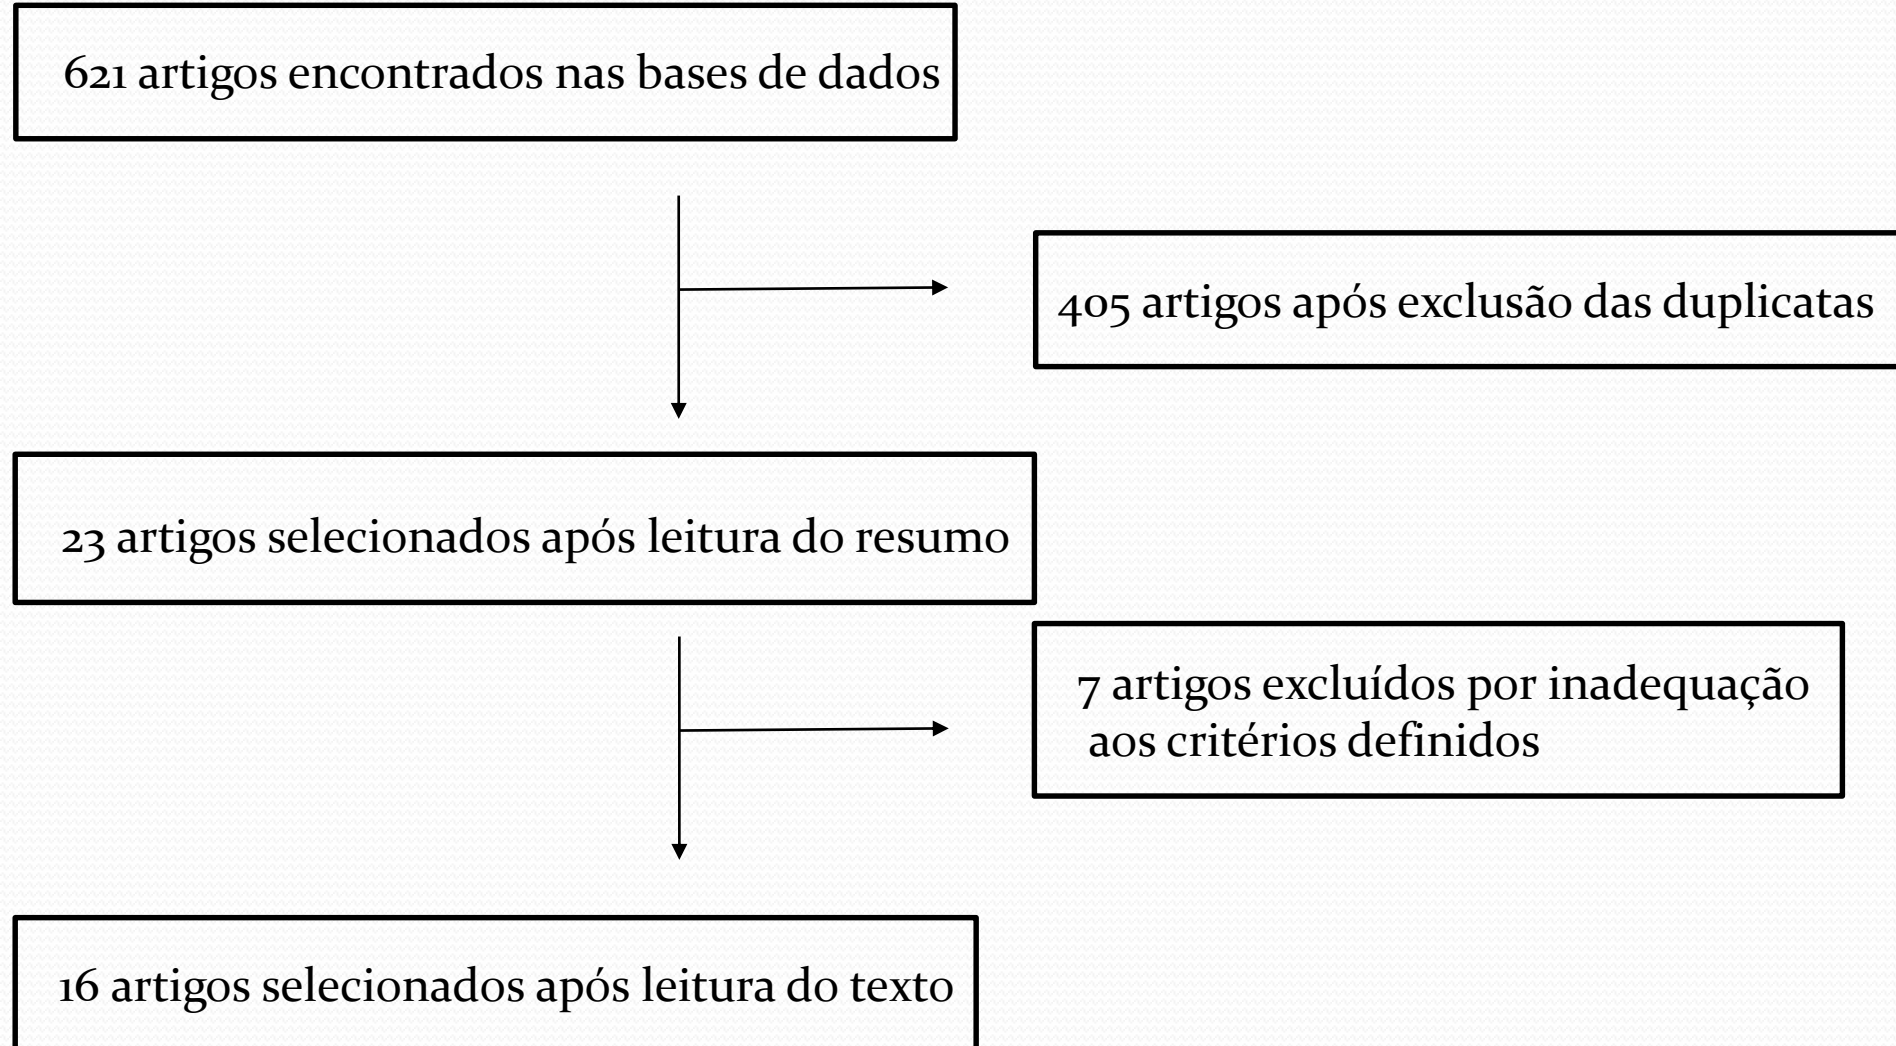 621 artigos encontrados nas bases de dados
405 artigos após exclusão das duplicatas
23 artigos selecionados após leitura do resumo
7 artigos excluídos por inadequação
aos critérios definidos
16 artigos selecionados após leitura do texto